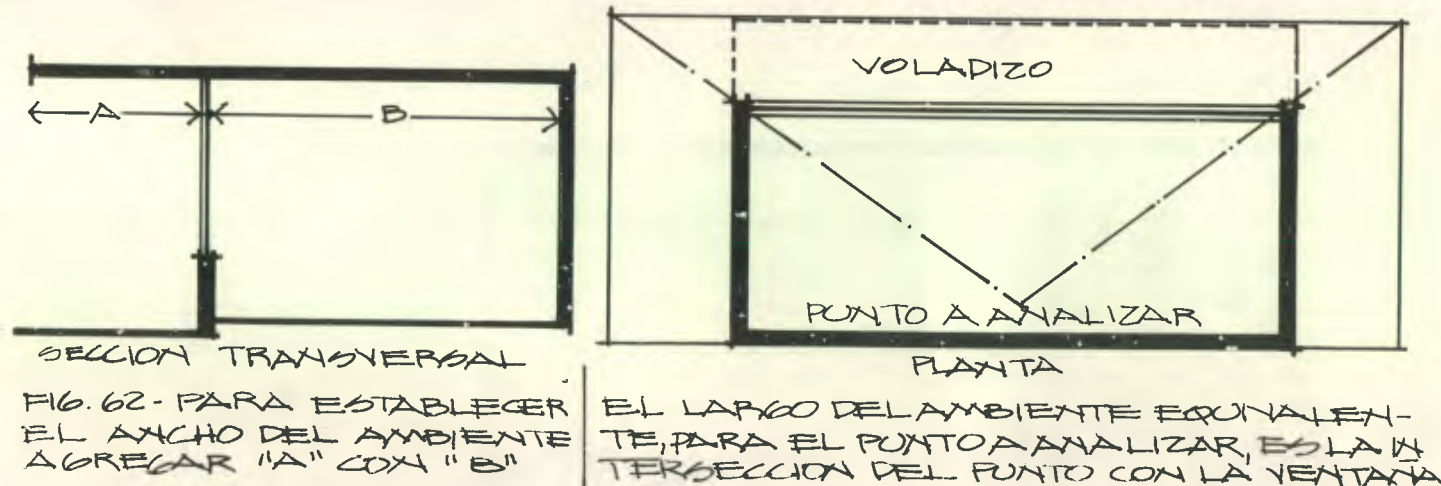 A
B
SECCION TRANSVERSAL
FIG. 62 - PARA ESTABLECER
EL ANCHO DEL AMBIENTE
AGREGAR "A" CON "B"
VOLADIZO
PUNTO A ANALIZAR
PLANTA
EL LARGO DEL AMBIENTE EQUIVALEN-
TE, PARA EL PUNTO A ANALIZAR, ES LA IN
TERSECCION DEL PUNTO CON LA VENTANA